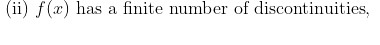 (ii) f(x) has a finite number of discontinuities,